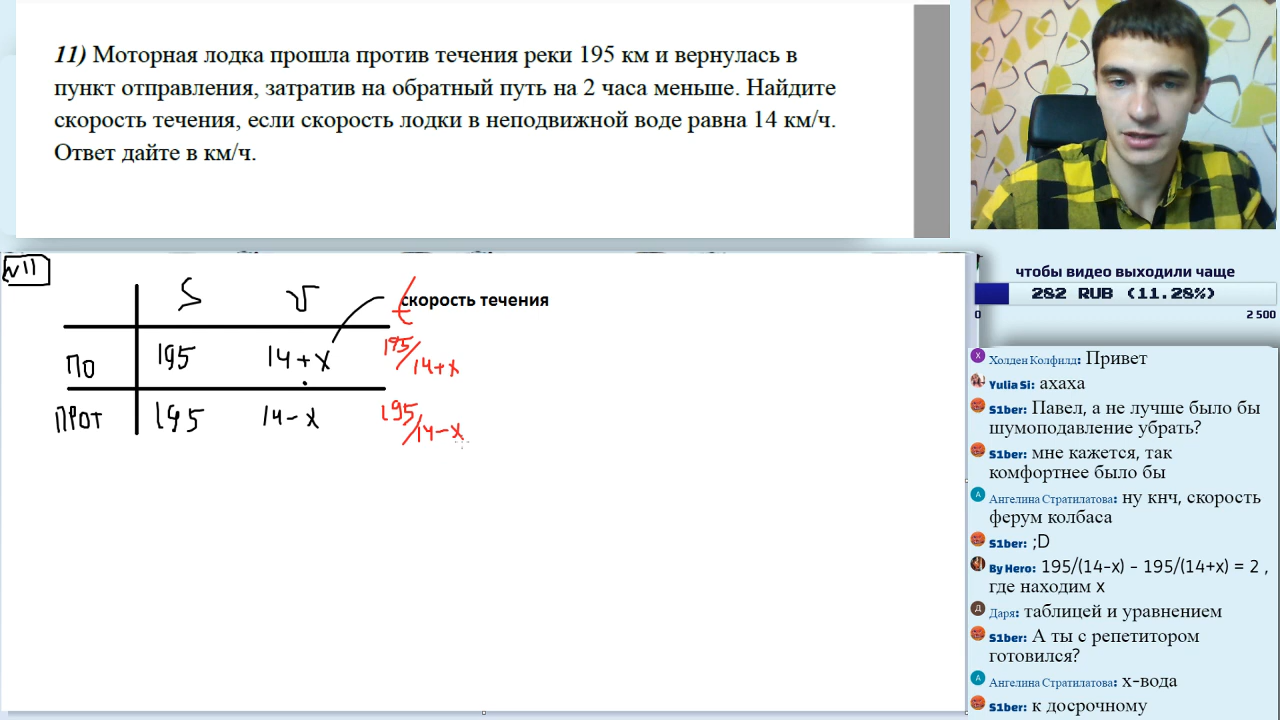 11) Моторная лодка прошла против течения реки 195 км и вернулась в
пункт отправления, затратив на обратный путь на 2 часа меньше. Найдите
скорость течения, если скорость лодки в неподвижной воде равна 14 км/ч.
Ответ дайте в км/ч.
N11
S V t
скорость течения
ПО 195 14+x 195/14+x
ПРОТ 195 14-x 195/14-x
чтобы видео выходили чаще
282 RUB (11.28%)
0 2 500
Х Холден Колфилд: Привет
Yulia Si: ахаха
S1ber: Павел, а не лучше было бы
шумоподавление убрать?
S1ber: мне кажется, так
комфортнее было бы
А Ангелина Стратилатова: ну кнч, скорость
ферум колбаса
S1ber: ;D
By Hero: 195/(14-x) - 195/(14+x) = 2 ,
где находим x
Д Даря: таблицей и уравнением
S1ber: А ты с репетитором
готовился?
А Ангелина Стратилатова: х-вода
S1ber: к досрочному